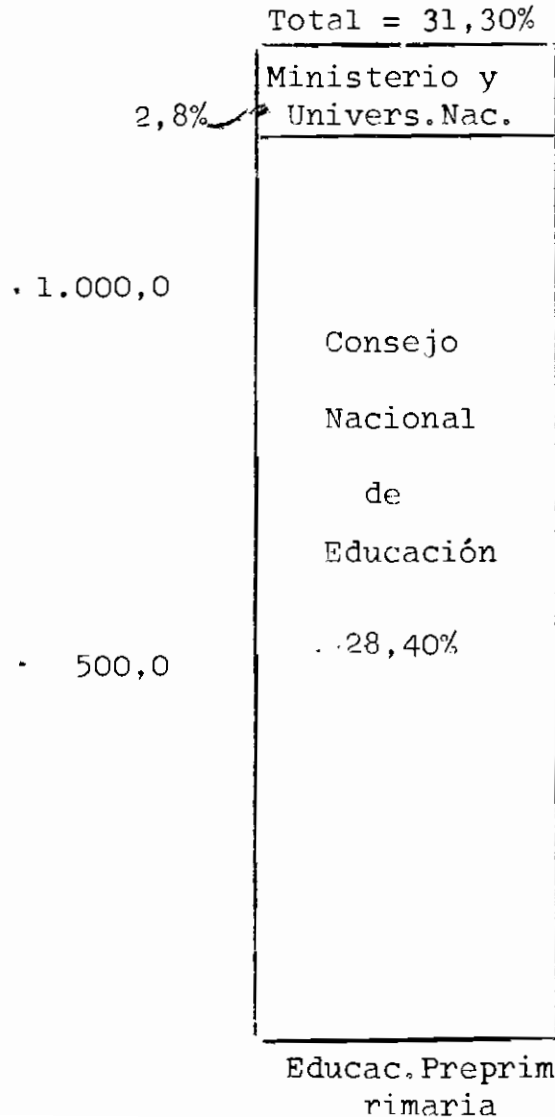 Total = 31,30%
Ministerio y
2,8% Univers.Nac.
1.000,0
Consejo
Nacional
de
Educación
500,0 28,40%
Educac.Preprim
rimaria